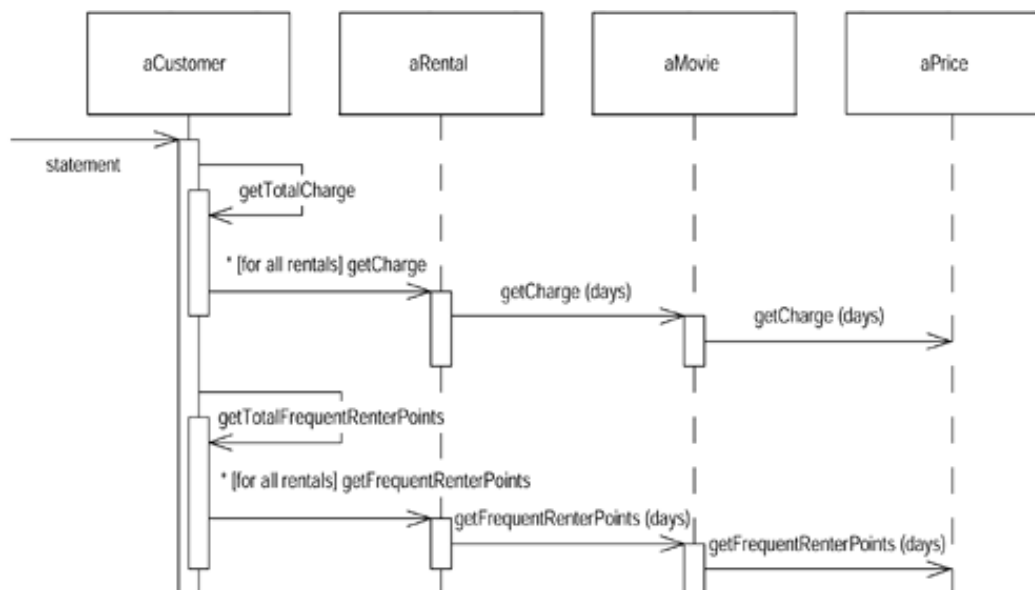 aCustomer
aRental
aMovie
aPrice
statement
getTotalCharge
* [for all rentals] getCharge
getCharge (days)
getCharge (days)
getTotalFrequentRenterPoints
* [for all rentals] getFrequentRenterPoints
getFrequentRenterPoints (days)
getFrequentRenterPoints (days)